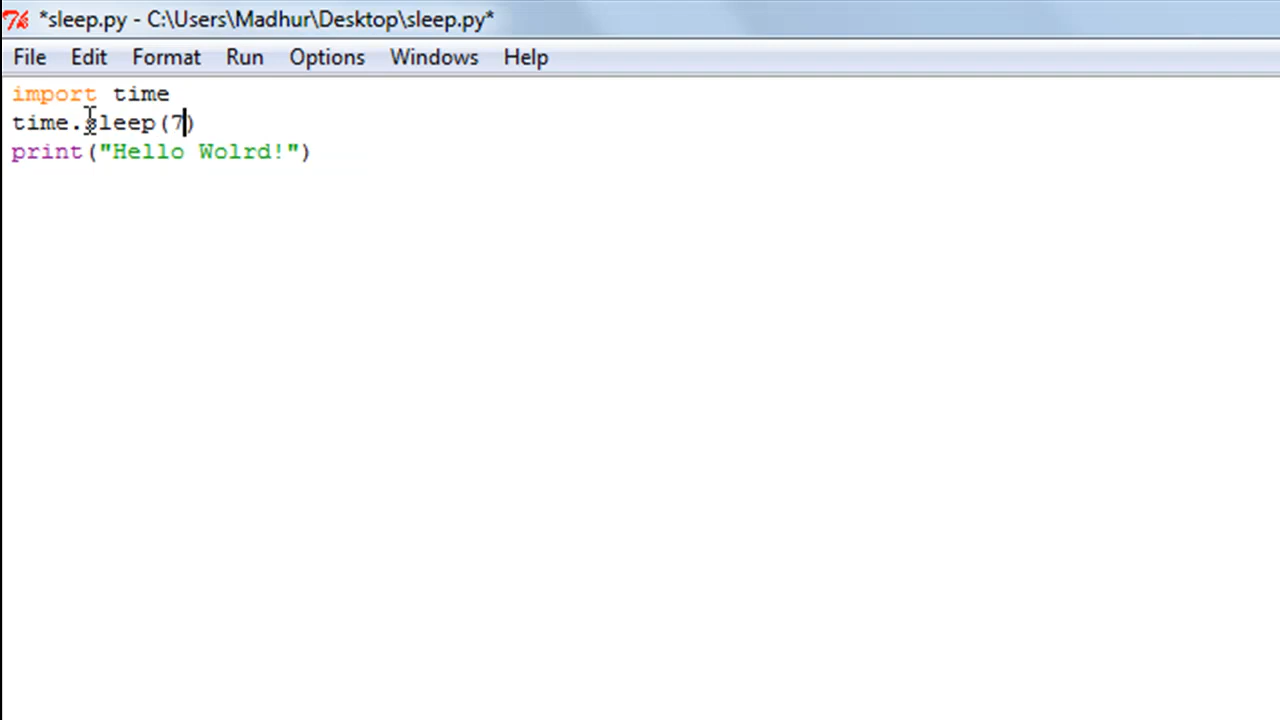 *sleep.py - C:\Users\Madhur\Desktop\sleep.py*
File Edit Format Run Options Windows Help
import time
time.sleep(7)
print("Hello Wolrd!")